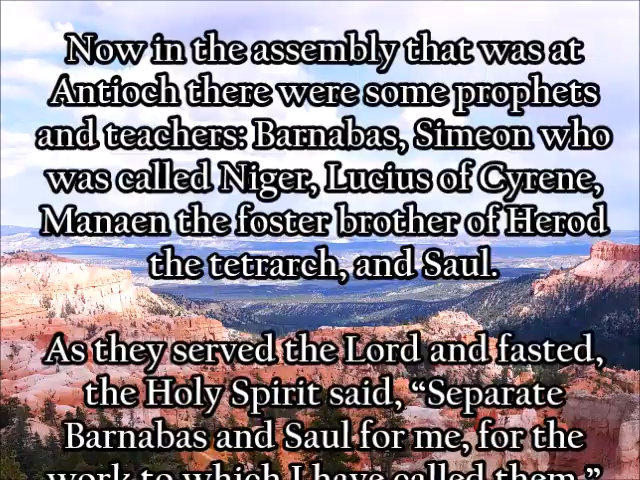 Now in the assembly that was at
Antioch there were some prophets
and teachers: Barnabas, Simeon who
was called Niger, Lucius of Cyrene,
Manaen the foster brother of Herod
the tetrarch, and Saul.
As they served the Lord and fasted,
the Holy Spirit said, “Separate
Barnabas and Saul for me, for the
work to which I have called them.”